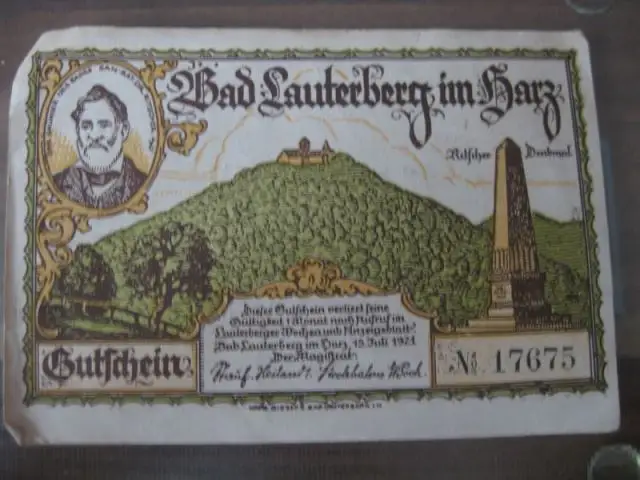 Bad Lauterberg im Harz
Ritscher Denkmal
Dieser Gutschein verliert seine
Gültigkeit 1 Monat nach Aufruf im
Lauterberger Wochen und Anzeigeblatt.
Bad Lauterberg im Harz, 15. Juli 1921
Der Magistrat
Gutschein
No 17675